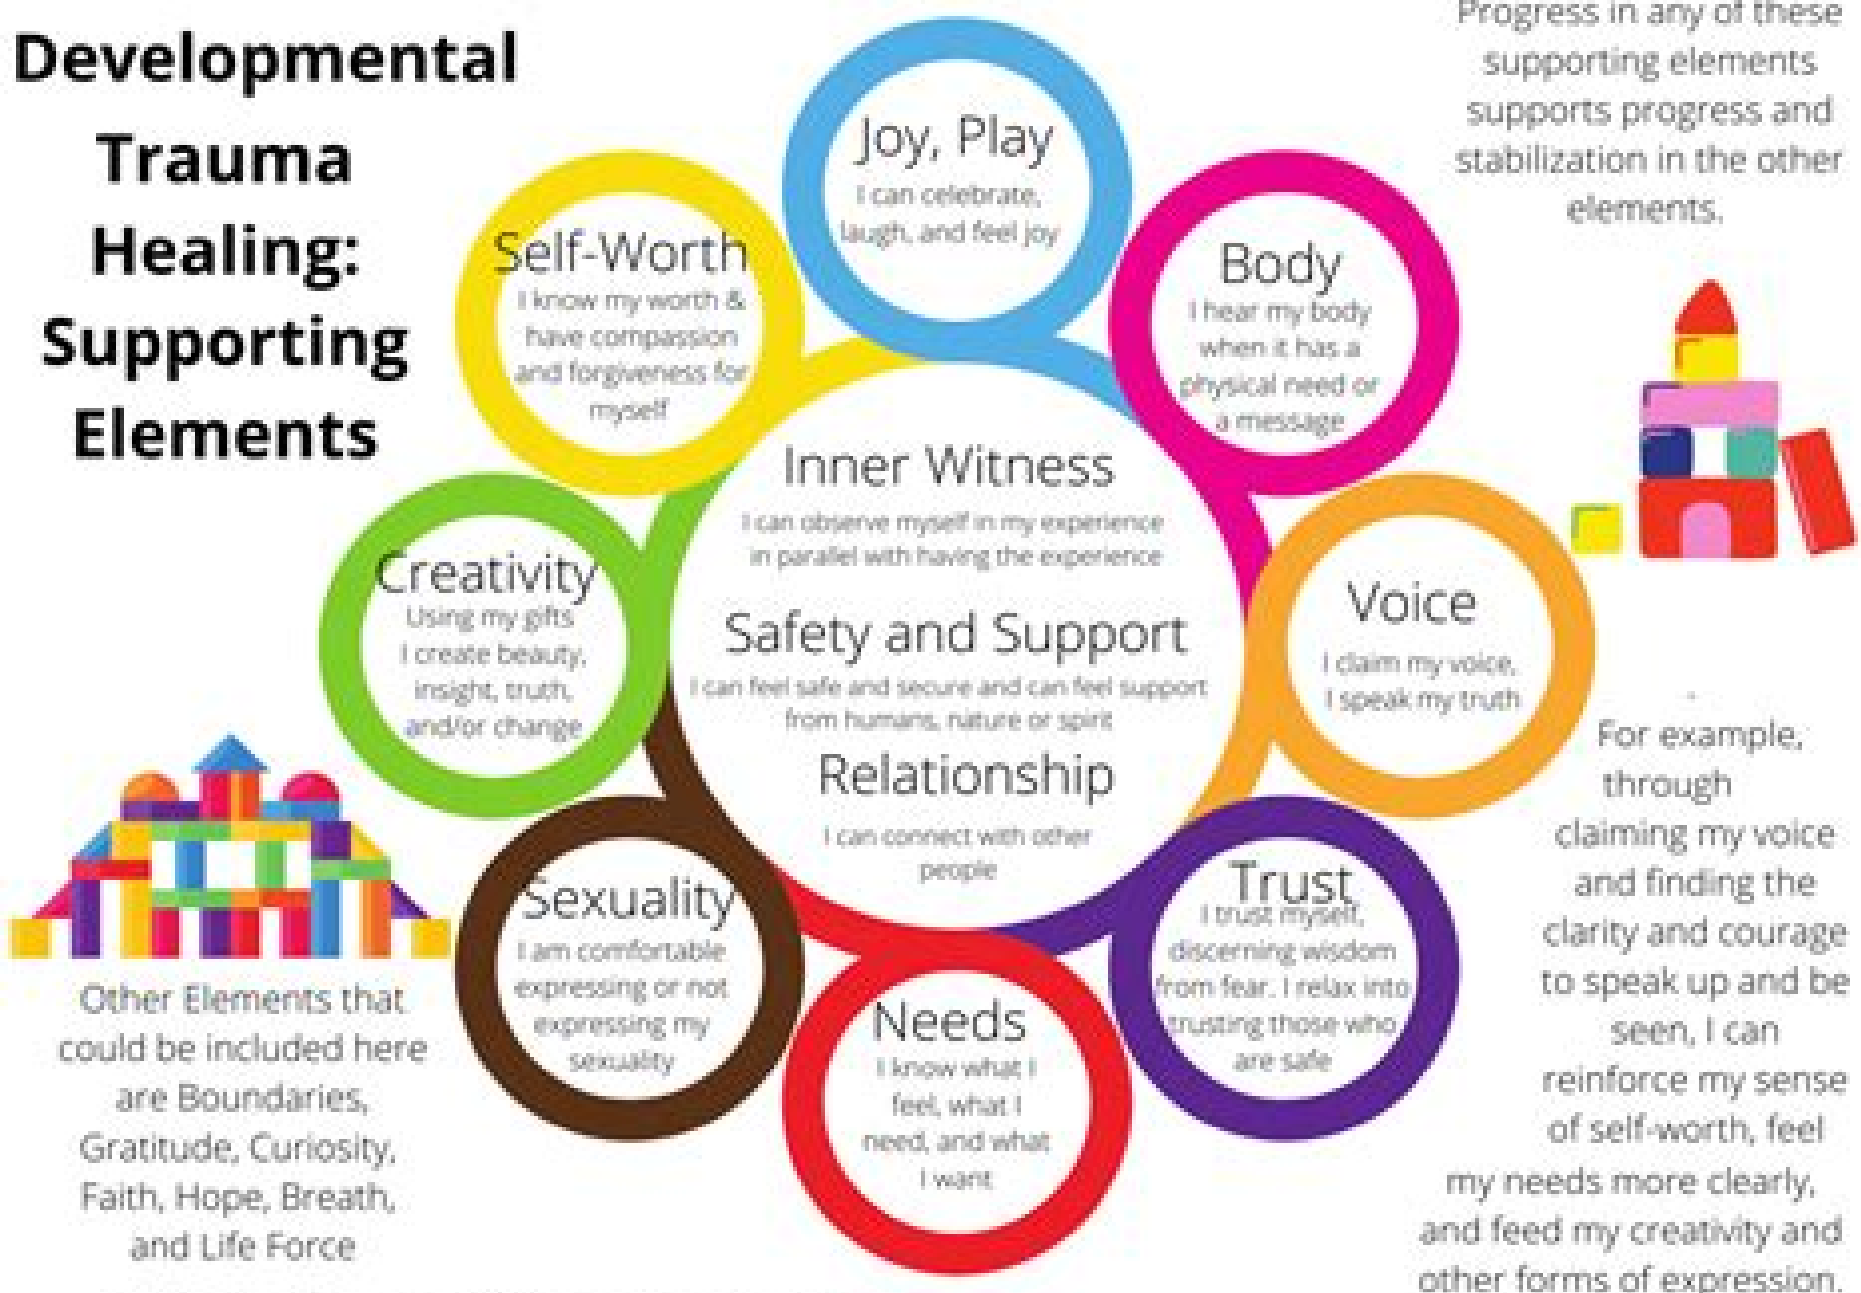 Developmental
Trauma
Healing:
Supporting
Elements
Progress in any of these
supporting elements
supports progress and
stabilization in the other
elements.
Joy, Play
I can celebrate,
laugh, and feel joy
Self-Worth
I know my worth &
have compassion
and forgiveness for
myself
Body
I hear my body
when it has a
physical need or
a message
Inner Witness
I can observe myself in my experience
in parallel with having the experience
Safety and Support
I can feel safe and secure and can feel support
from humans, nature or spirit
Relationship
I can connect with other
people
Creativity
Using my gifts
I create beauty,
insight, truth,
and/or change
Voice
I claim my voice,
I speak my truth
Sexuality
I am comfortable
expressing or not
expressing my
sexuality
Needs
I know what I
feel, what I
need, and what
I want
Trust
I trust myself,
discerning wisdom
from fear. I relax into
trusting those who
are safe
Other Elements that
could be included here
are Boundaries,
Gratitude, Curiosity,
Faith, Hope, Breath,
and Life Force
For example,
through
claiming my voice
and finding the
clarity and courage
to speak up and be
seen, I can
reinforce my sense
of self-worth, feel
my needs more clearly,
and feed my creativity and
other forms of expression.